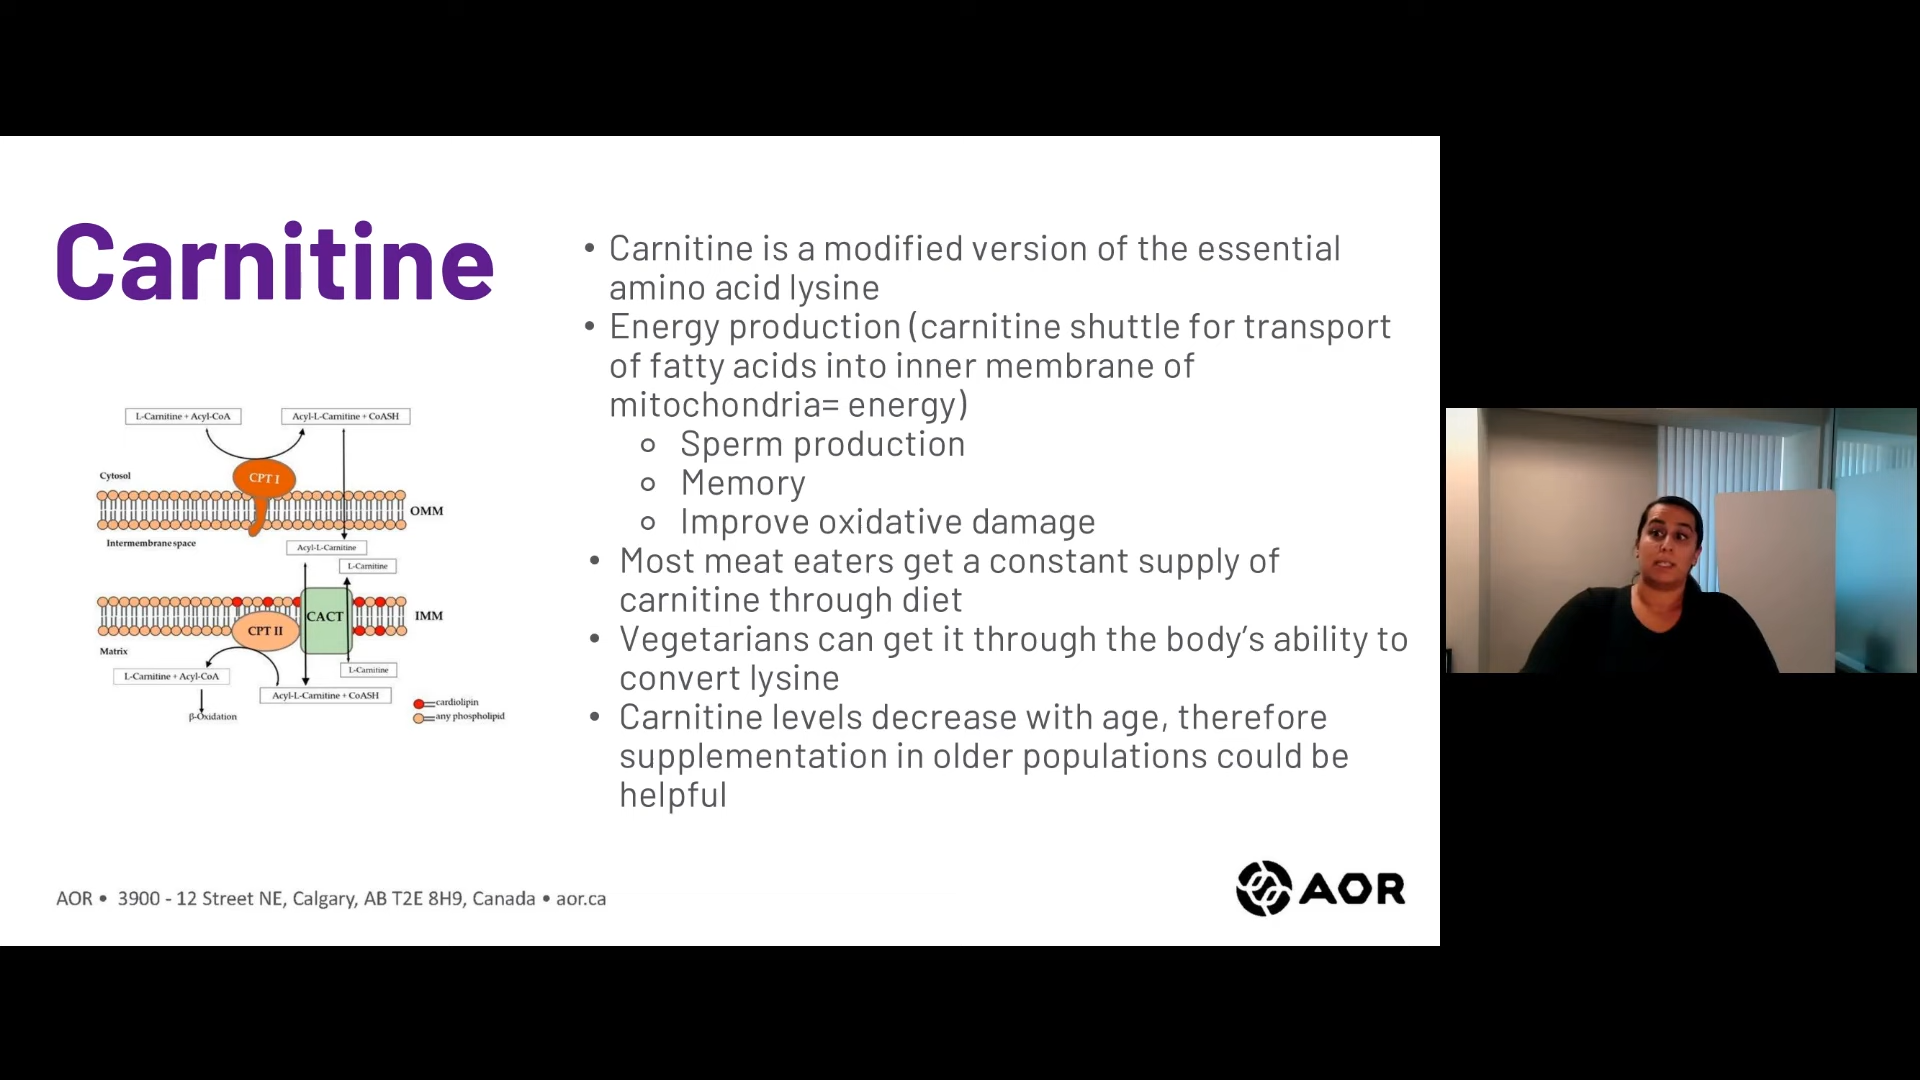 Carnitine
• Carnitine is a modified version of the essential
amino acid lysine
• Energy production (carnitine shuttle for transport
of fatty acids into inner membrane of
mitochondria= energy)
○ Sperm production
○ Memory
○ Improve oxidative damage
• Most meat eaters get a constant supply of
carnitine through diet
• Vegetarians can get it through the body’s ability to
convert lysine
• Carnitine levels decrease with age, therefore
supplementation in older populations could be
helpful
L-Carnitine + Acyl-CoA
Acyl-L-Carnitine + CoASH
CPT I
Cytosol
OMM
Intermembrane space
Acyl-L-Carnitine
L-Carnitine
CACT
IMM
CPT II
Matrix
L-Carnitine
L-Carnitine + Acyl-CoA
Acyl-L-Carnitine + CoASH
cardiolipin
β-Oxidation
any phospholipid
AOR • 3900 - 12 Street NE, Calgary, AB T2E 8H9, Canada • aor.ca
AOR